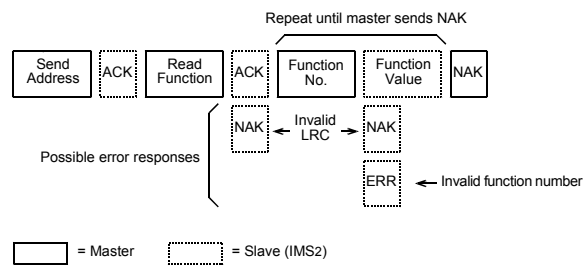 Repeat until master sends NAK
Send Address
ACK
Read Function
ACK
Function No.
Function Value
NAK
NAK
Invalid LRC
NAK
Possible error responses
ERR
Invalid function number
= Master
= Slave (IMS2)